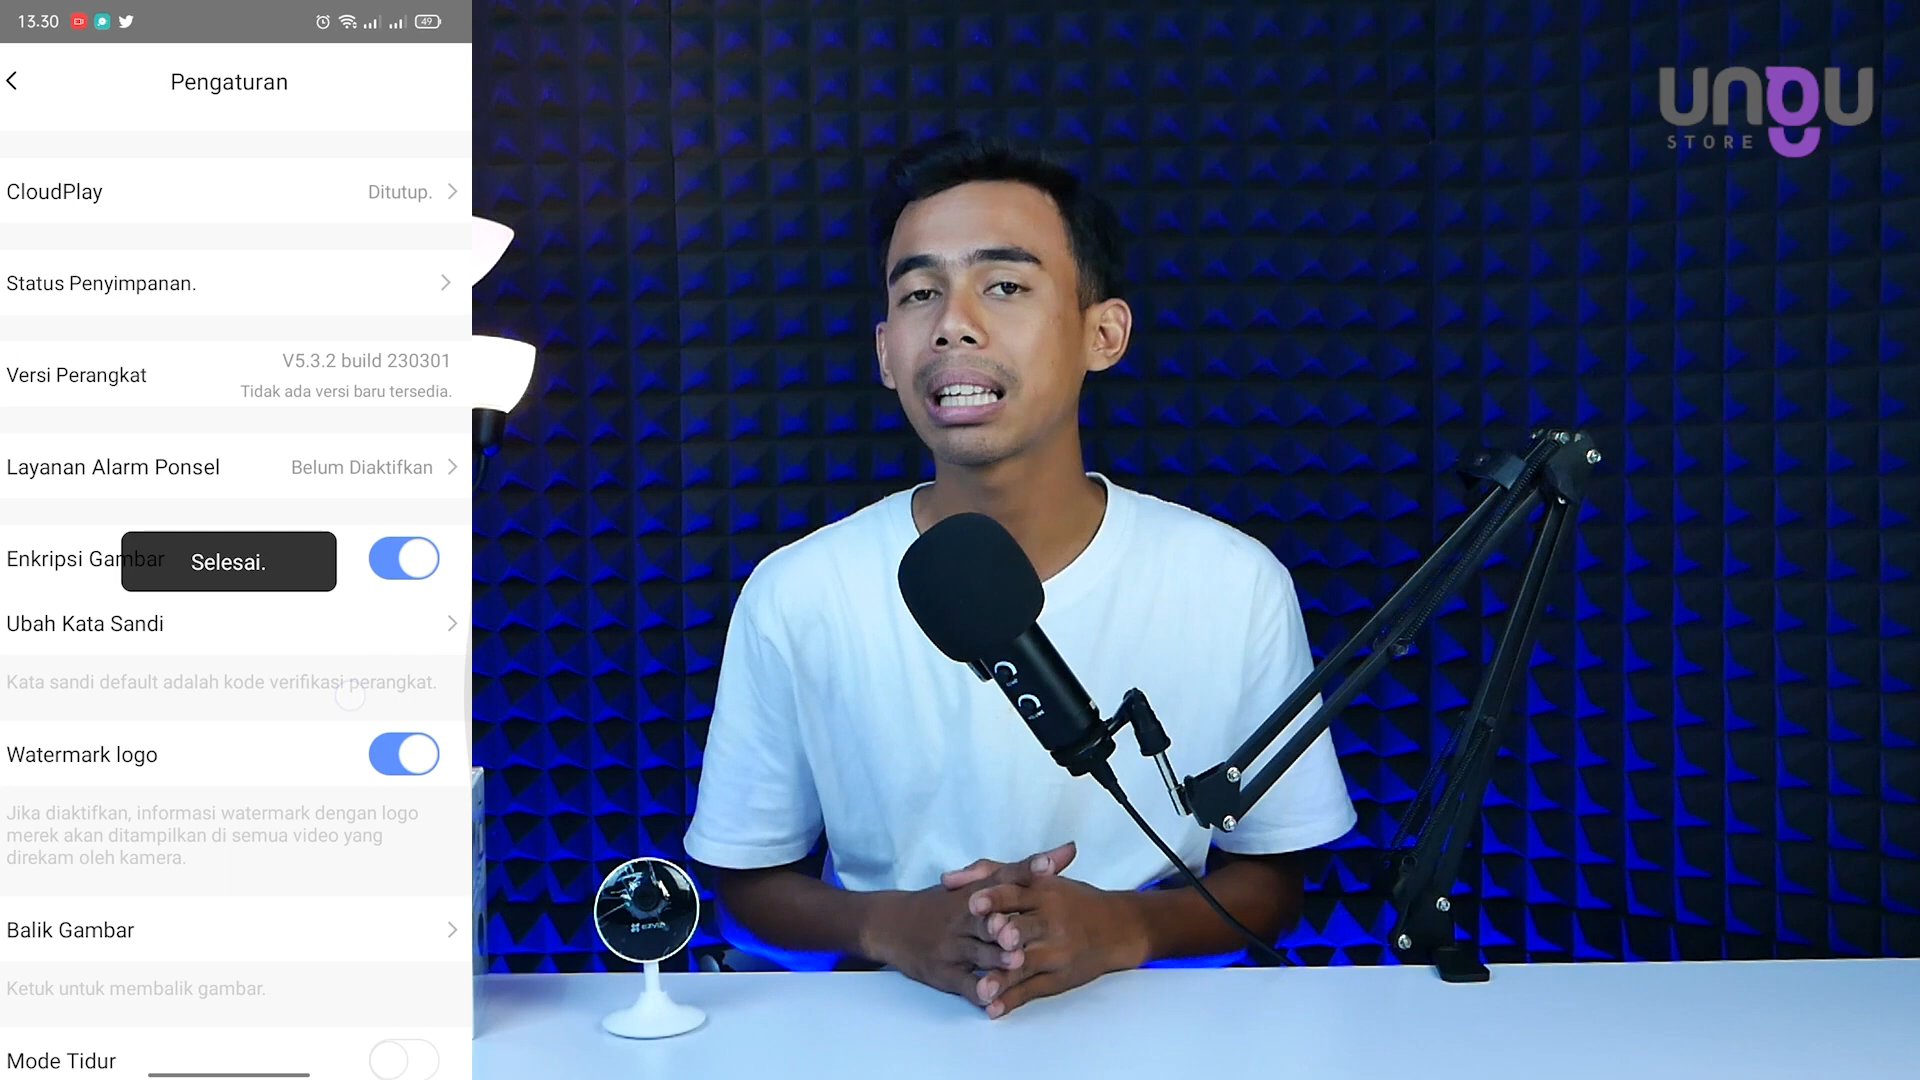 13.30
49
Pengaturan
CloudPlay
Ditutup.
Status Penyimpanan.
Versi Perangkat
V5.3.2 build 230301
Tidak ada versi baru tersedia.
Layanan Alarm Ponsel
Belum Diaktifkan
Enkripsi Gambar
Selesai.
Ubah Kata Sandi
Kata sandi default adalah kode verifikasi perangkat.
Watermark logo
Jika diaktifkan, informasi watermark dengan logo
merek akan ditampilkan di semua video yang
direkam oleh kamera.
Balik Gambar
Ketuk untuk membalik gambar.
Mode Tidur
ungu
STORE
EZVIZ